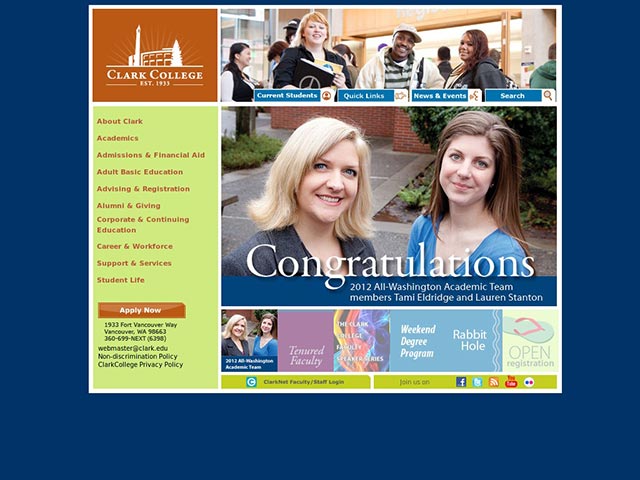 CLARK COLLEGE
EST. 1933
Current Students
Quick Links
News & Events
Search
About Clark
Academics
Admissions & Financial Aid
Adult Basic Education
Advising & Registration
Alumni & Giving
Corporate & Continuing
Education
Career & Workforce
Support & Services
Student Life
Apply Now
1933 Fort Vancouver Way
Vancouver, WA 98663
360-699-NEXT (6398)
webmaster@clark.edu
Non-discrimination Policy
ClarkCollege Privacy Policy
Congratulations
2012 All-Washington Academic Team
members Tami Eldridge and Lauren Stanton
2012 All-Washington
Academic Team
Tenured
Faculty
THE CLARK
COLLEGE
FACULTY
SPEAKER SERIES
Weekend
Degree
Program
Rabbit
Hole
OPEN
registration
ClarkNet Faculty/Staff Login
Join us on